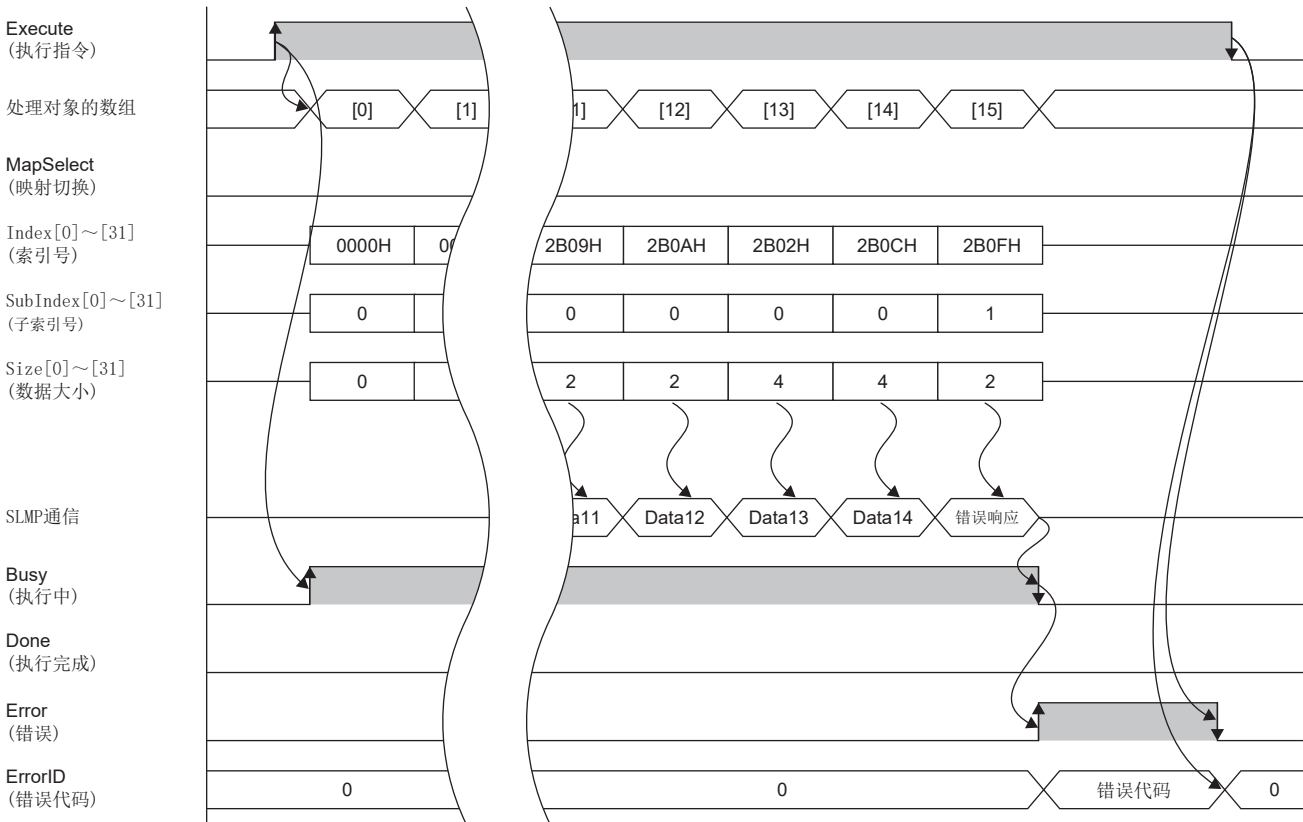 Execute
(执行指令)
处理对象的数组
[0] [1] 1] [12] [13] [14] [15]
MapSelect
(映射切换)
Index[0]～[31]
(索引号)
0000H 00 2B09H 2B0AH 2B02H 2B0CH 2B0FH
SubIndex[0]～[31]
(子索引号)
0 0 0 0 0 1
Size[0]～[31]
(数据大小)
0 2 2 4 4 2
SLMP通信
a11 Data12 Data13 Data14 错误响应
Busy
(执行中)
Done
(执行完成)
Error
(错误)
ErrorID
(错误代码)
0 0 错误代码 0